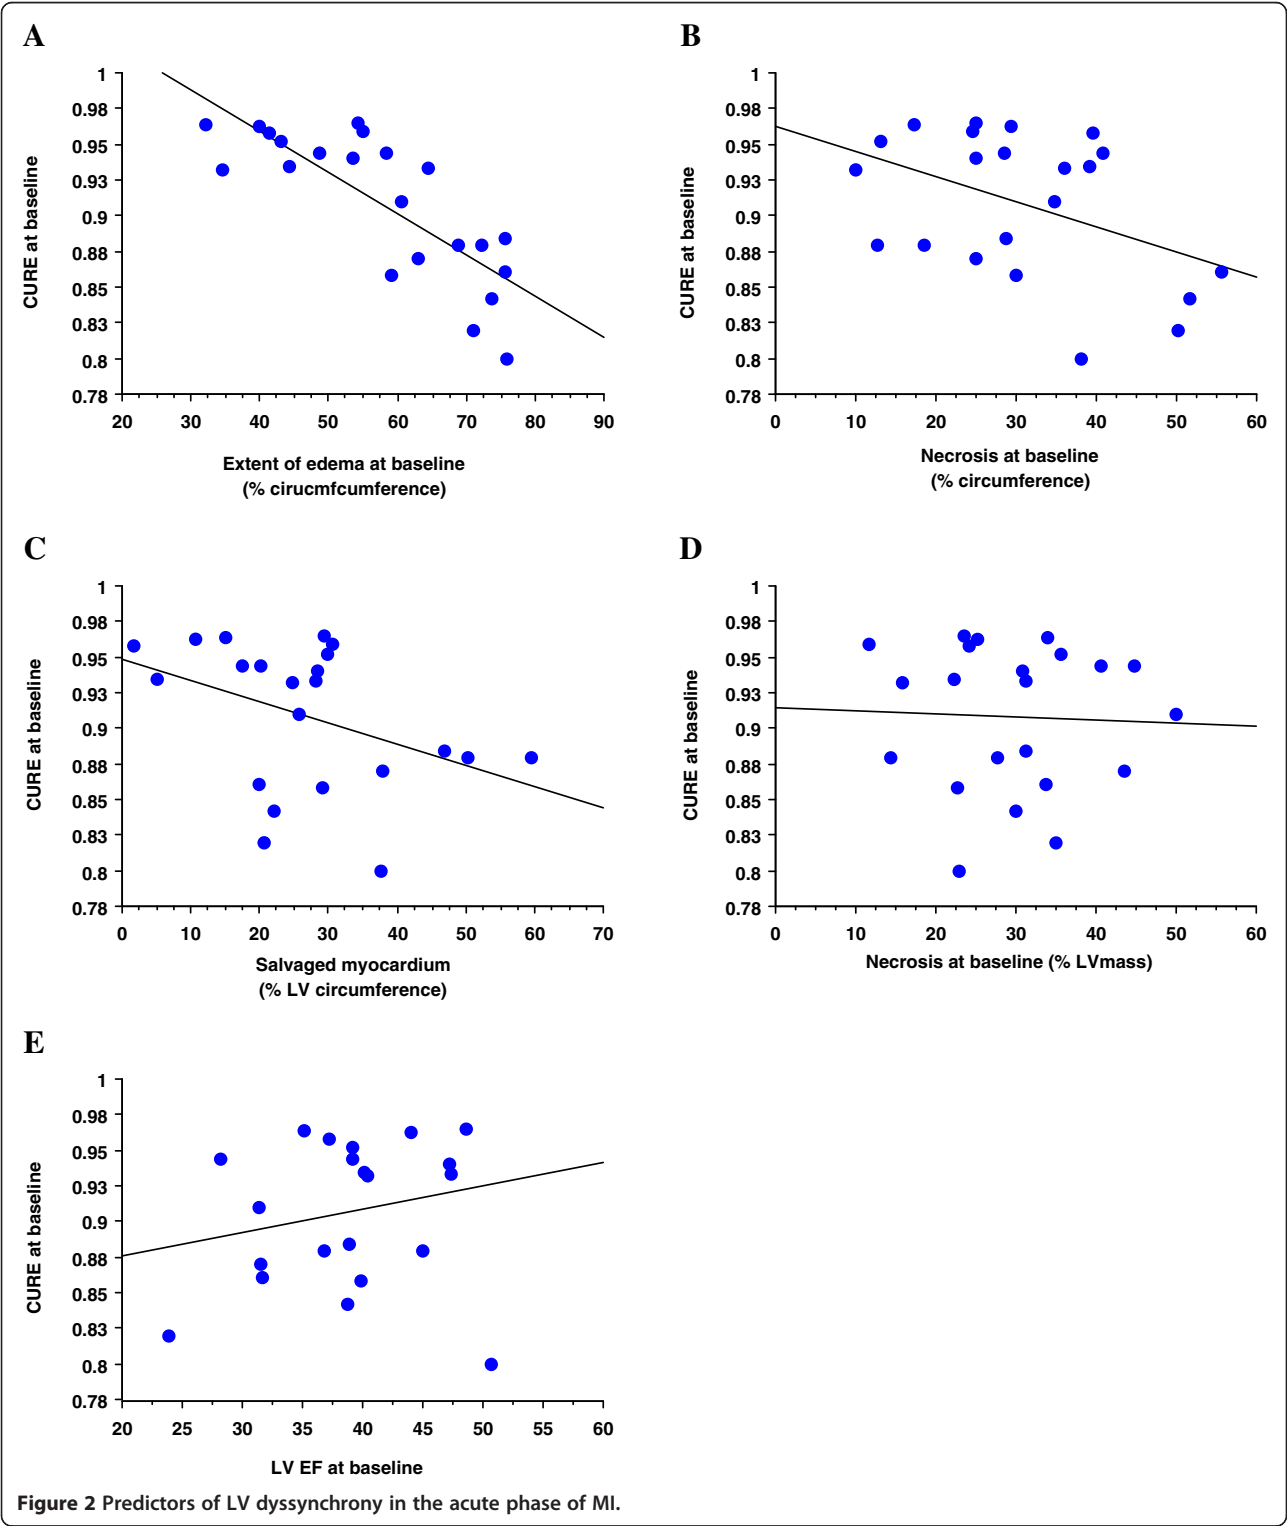 A
1
0.98
0.95
0.93
0.9
0.88
0.85
0.83
0.8
0.78
CURE at baseline
20 30 40 50 60 70 80 90
Extent of edema at baseline
(% cirucmfcumference)
B
1
0.98
0.95
0.93
0.9
0.88
0.85
0.83
0.8
0.78
CURE at baseline
0 10 20 30 40 50 60
Necrosis at baseline
(% circumference)
C
1
0.98
0.95
0.93
0.9
0.88
0.85
0.83
0.8
0.78
CURE at baseline
0 10 20 30 40 50 60 70
Salvaged myocardium
(% LV circumference)
D
1
0.98
0.95
0.93
0.9
0.88
0.85
0.83
0.8
0.78
CURE at baseline
0 10 20 30 40 50 60
Necrosis at baseline (% LVmass)
E
1
0.98
0.95
0.93
0.9
0.88
0.85
0.83
0.8
0.78
CURE at baseline
20 25 30 35 40 45 50 55 60
LV EF at baseline
Figure 2 Predictors of LV dyssynchrony in the acute phase of MI.